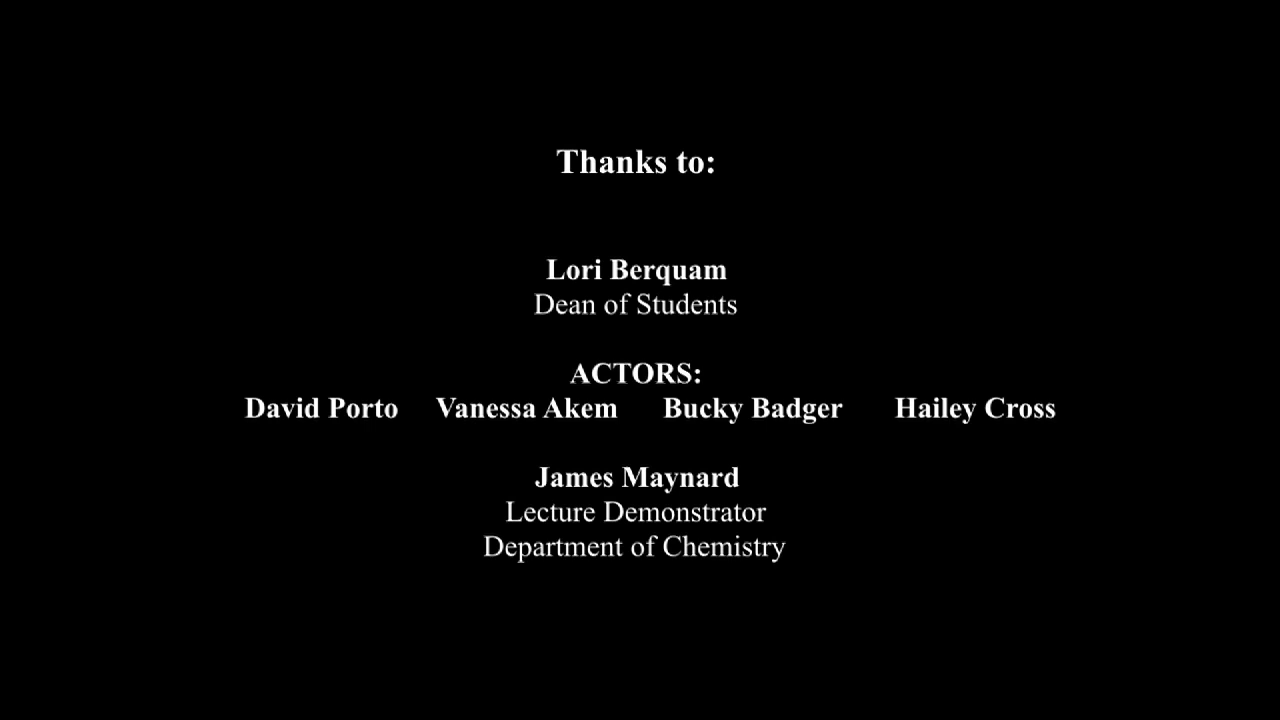 Thanks to:
Lori Berquam
Dean of Students
ACTORS:
David Porto Vanessa Akem Bucky Badger Hailey Cross
James Maynard
Lecture Demonstrator
Department of Chemistry